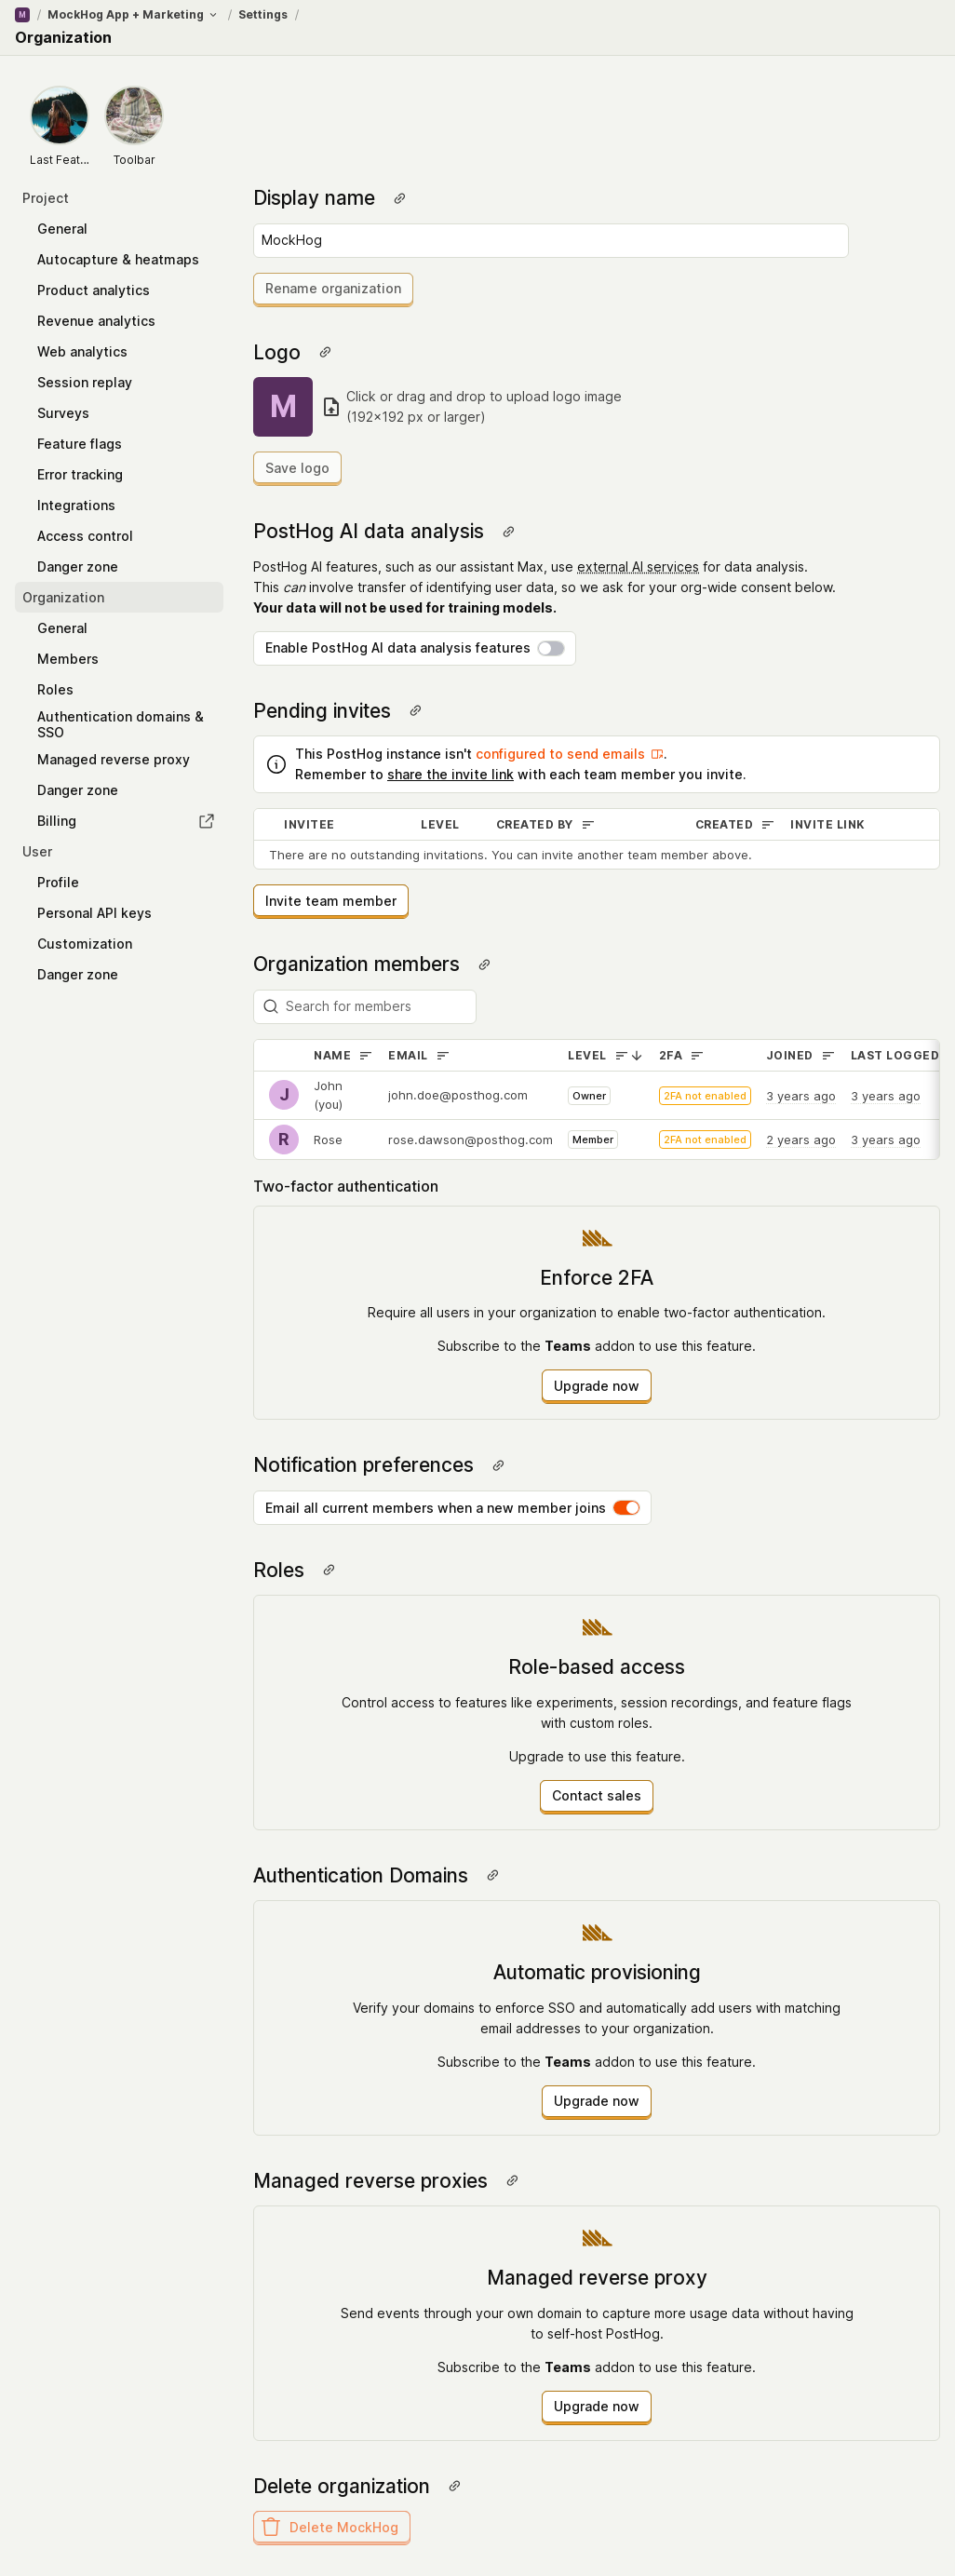 M / MockHog App + Marketing / Settings /
Organization
Last Feat...
Toolbar
Project
General
Autocapture & heatmaps
Product analytics
Revenue analytics
Web analytics
Session replay
Surveys
Feature flags
Error tracking
Integrations
Access control
Danger zone
Organization
General
Members
Roles
Authentication domains &
SSO
Managed reverse proxy
Danger zone
Billing
User
Profile
Personal API keys
Customization
Danger zone
Display name
MockHog
Rename organization
Logo
M
Click or drag and drop to upload logo image
(192×192 px or larger)
Save logo
PostHog AI data analysis
PostHog AI features, such as our assistant Max, use external AI services for data analysis.
This can involve transfer of identifying user data, so we ask for your org-wide consent below.
Your data will not be used for training models.
Enable PostHog AI data analysis features
Pending invites
This PostHog instance isn't configured to send emails.
Remember to share the invite link with each team member you invite.
INVITEE LEVEL CREATED BY CREATED INVITE LINK
There are no outstanding invitations. You can invite another team member above.
Invite team member
Organization members
Search for members
NAME EMAIL LEVEL 2FA JOINED LAST LOGGED
J John (you) john.doe@posthog.com Owner 2FA not enabled 3 years ago 3 years ago
R Rose rose.dawson@posthog.com Member 2FA not enabled 2 years ago 3 years ago
Two-factor authentication
Enforce 2FA
Require all users in your organization to enable two-factor authentication.
Subscribe to the Teams addon to use this feature.
Upgrade now
Notification preferences
Email all current members when a new member joins
Roles
Role-based access
Control access to features like experiments, session recordings, and feature flags
with custom roles.
Upgrade to use this feature.
Contact sales
Authentication Domains
Automatic provisioning
Verify your domains to enforce SSO and automatically add users with matching
email addresses to your organization.
Subscribe to the Teams addon to use this feature.
Upgrade now
Managed reverse proxies
Managed reverse proxy
Send events through your own domain to capture more usage data without having
to self-host PostHog.
Subscribe to the Teams addon to use this feature.
Upgrade now
Delete organization
Delete MockHog